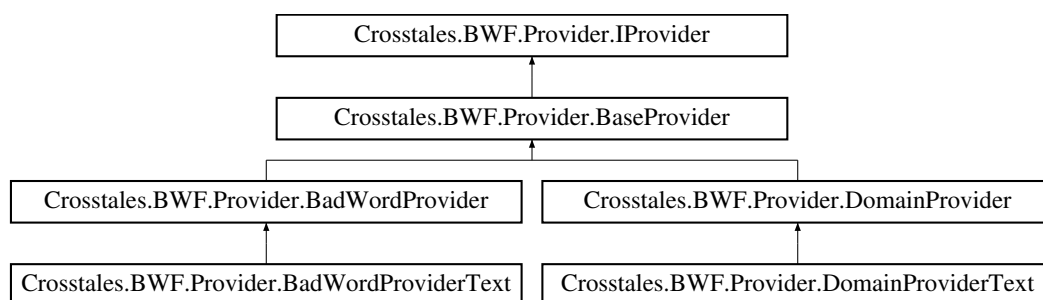 Crosstales.BWF.Provider.IProvider
Crosstales.BWF.Provider.BaseProvider
Crosstales.BWF.Provider.BadWordProvider
Crosstales.BWF.Provider.DomainProvider
Crosstales.BWF.Provider.BadWordProviderText
Crosstales.BWF.Provider.DomainProviderText